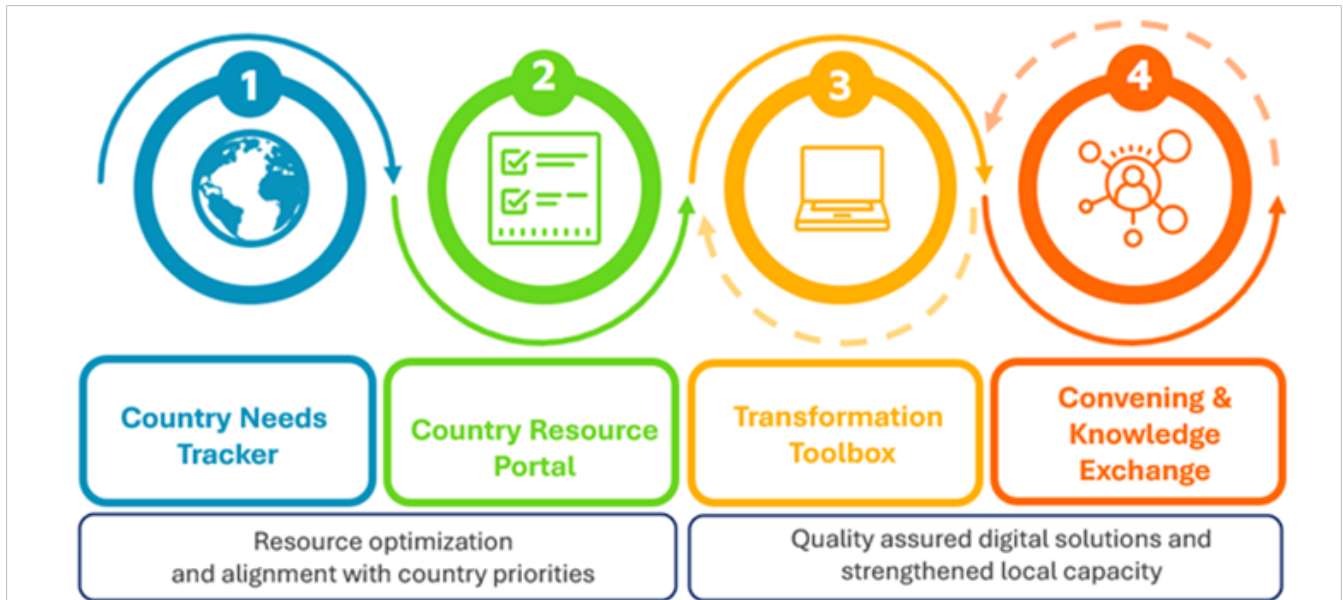 1
2
3
4
Country Needs
Tracker
Country Resource
Portal
Transformation
Toolbox
Convening &
Knowledge
Exchange
Resource optimization
and alignment with country priorities
Quality assured digital solutions and
strengthened local capacity